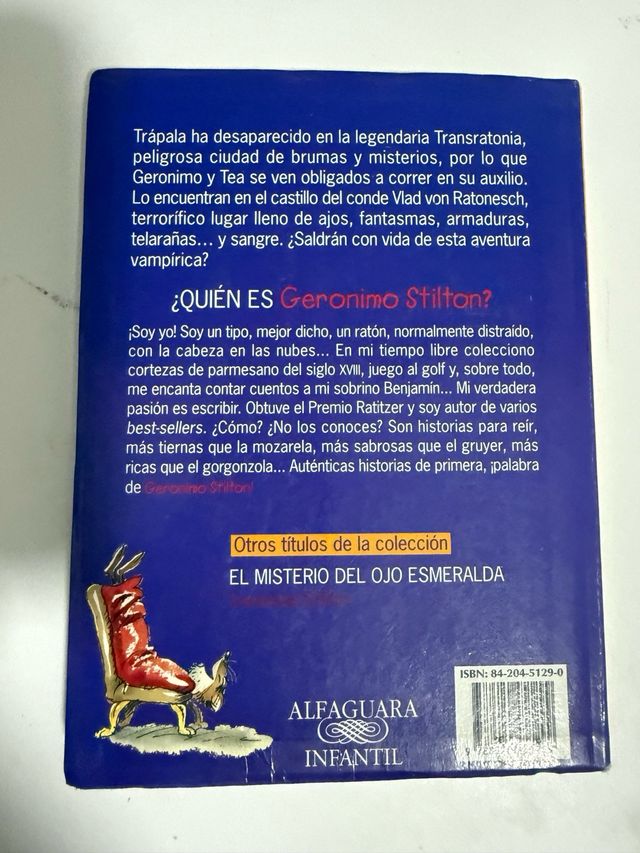 Trápala ha desaparecido en la legendaria Transratonia,
peligrosa ciudad de brumas y misterios, por lo que
Geronimo y Tea se ven obligados a correr en su auxilio.
Lo encuentran en el castillo del conde Vlad von Ratonesch,
terrorífico lugar lleno de ajos, fantasmas, armaduras,
telarañas... y sangre. ¿Saldrán con vida de esta aventura
vampírica?
¿QUIÉN ES Geronimo Stilton?
¡Soy yo! Soy un tipo, mejor dicho, un ratón, normalmente distraído,
con la cabeza en las nubes... En mi tiempo libre colecciono
cortezas de parmesano del siglo XVIII, juego al golf y, sobre todo,
me encanta contar cuentos a mi sobrino Benjamín... Mi verdadera
pasión es escribir. Obtuve el Premio Ratitzer y soy autor de varios
best-sellers. ¿Cómo? ¿No los conoces? Son historias para reír,
más tiernas que la mozarela, más sabrosas que el gruyer, más
ricas que el gorgonzola... Auténticas historias de primera, ¡palabra
de Geronimo Stilton!
Otros títulos de la colección
EL MISTERIO DEL OJO ESMERALDA
ISBN: 84-204-5129-0
ALFAGUARA
INFANTIL